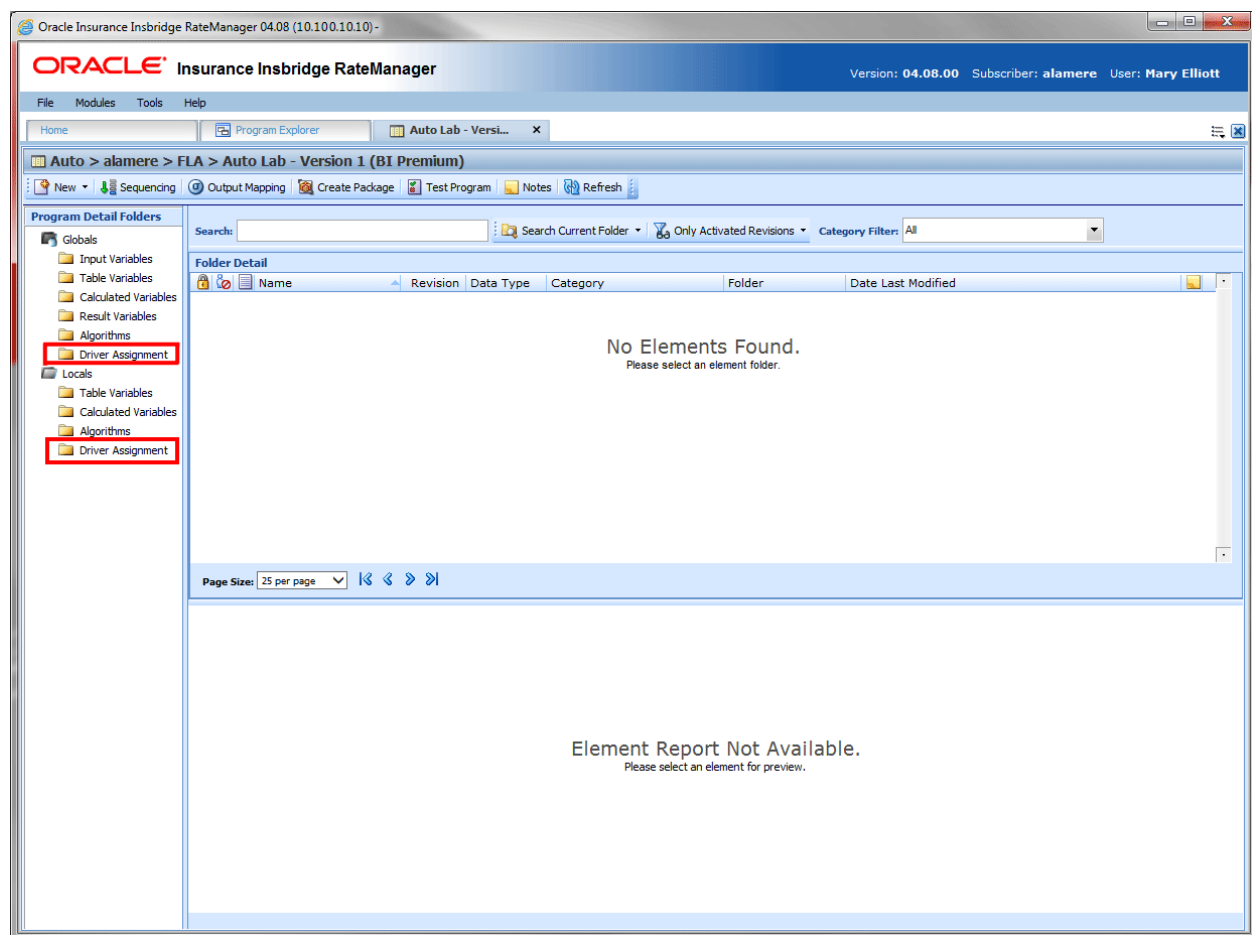 Oracle Insurance Insbridge RateManager 04.08 (10.100.10.10) -
ORACLE Insurance Insbridge RateManager
Version: 04.08.00 Subscriber: alamere User: Mary Elliott
File Modules Tools Help
Home Program Explorer Auto Lab - Versi... X
Auto > alamere > FLA > Auto Lab - Version 1 (BI Premium)
New Sequencing Output Mapping Create Package Test Program Notes Refresh
Program Detail Folders
Globals
Input Variables
Table Variables
Calculated Variables
Result Variables
Algorithms
Driver Assignment
Locals
Table Variables
Calculated Variables
Algorithms
Driver Assignment
Search: Search Current Folder Only Activated Revisions Category Filter: All
Folder Detail
Name Revision Data Type Category Folder Date Last Modified
No Elements Found.
Please select an element folder.
Page Size: 25 per page
Element Report Not Available.
Please select an element for preview.